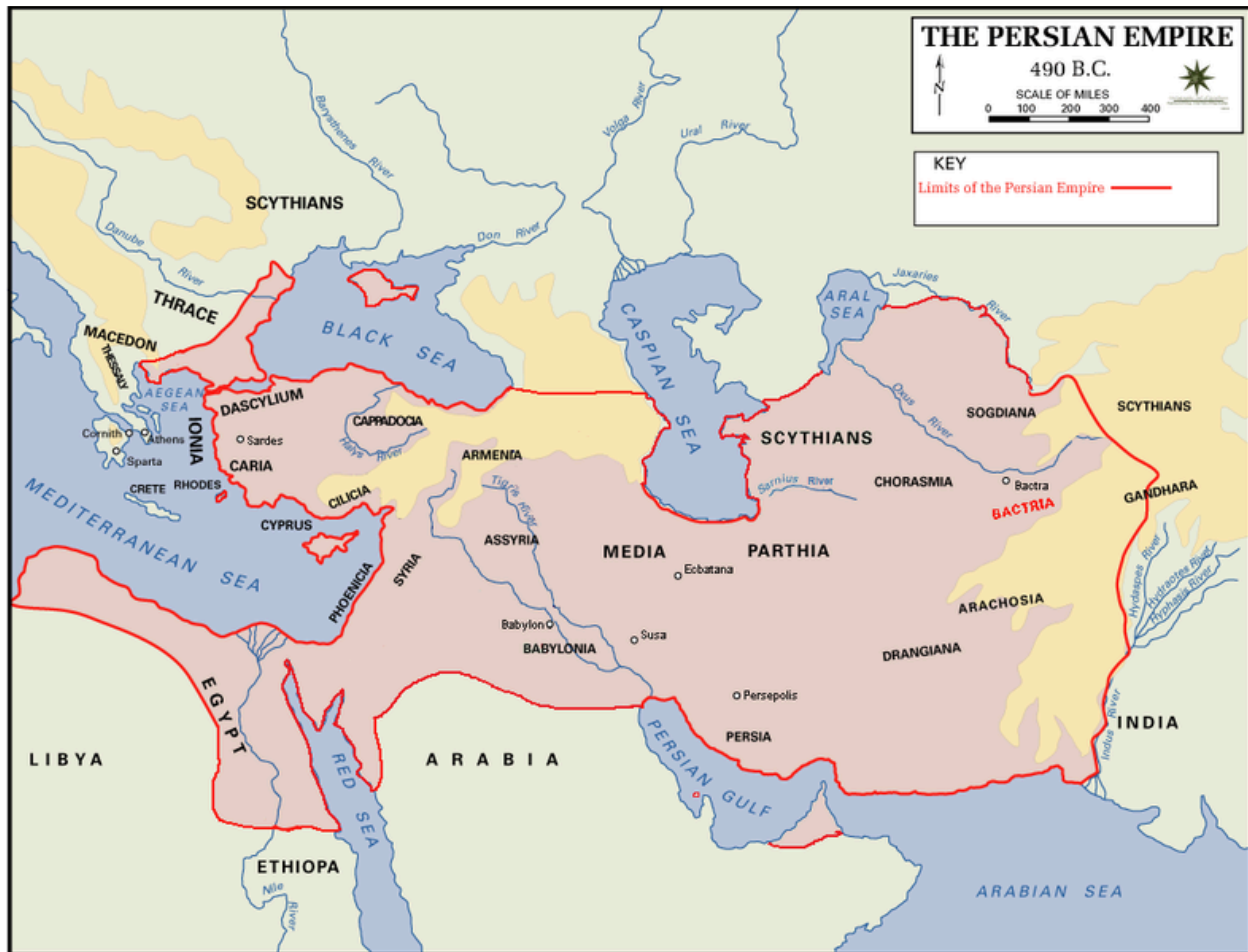 THE PERSIAN EMPIRE
490 B.C.
N
SCALE OF MILES
0 100 200 300 400
KEY
Limits of the Persian Empire
Barysthenes River
Volga River
Ural River
SCYTHIANS
Danube River
Don River
THRACE
BLACK SEA
CASPIAN SEA
ARAL SEA
Jaxaries River
MACEDON
THESSALY
AEGEAN SEA
DASCYLIUM
CAPPADOCIA
Halys River
Oxus River
SOGDIANA
SCYTHIANS
Cornith
Athens
Sparta
IONIA
Sardes
CARIA
ARMENIA
SCYTHIANS
CHORASMIA
Bactra
BACTRIA
GANDHARA
CRETE
RHODES
CILICIA
Tigris River
Sarnius River
MEDITERRANEAN SEA
CYPRUS
PHOENICIA
SYRIA
ASSYRIA
MEDIA
PARTHIA
Ecbatana
Hydaspes River
Hydraotes River
Hyphasis River
ARACHOSIA
Babylon
BABYLONIA
Susa
DRANGIANA
EGYPT
Persepolis
PERSIA
Indus River
INDIA
LIBYA
RED SEA
ARABIA
PERSIAN GULF
ETHIOPA
Nile River
ARABIAN SEA